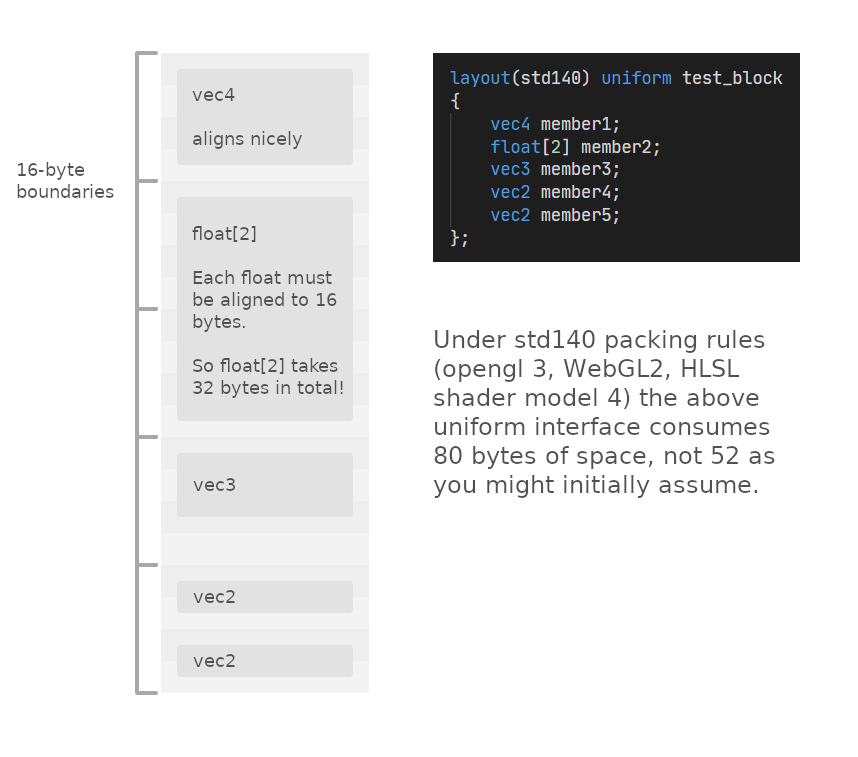 16-byte
boundaries
vec4
aligns nicely
float[2]
Each float must
be aligned to 16
bytes.
So float[2] takes
32 bytes in total!
vec3
vec2
vec2
layout(std140) uniform test_block
{
    vec4 member1;
    float[2] member2;
    vec3 member3;
    vec2 member4;
    vec2 member5;
};
Under std140 packing rules
(opengl 3, WebGL2, HLSL
shader model 4) the above
uniform interface consumes
80 bytes of space, not 52 as
you might initially assume.